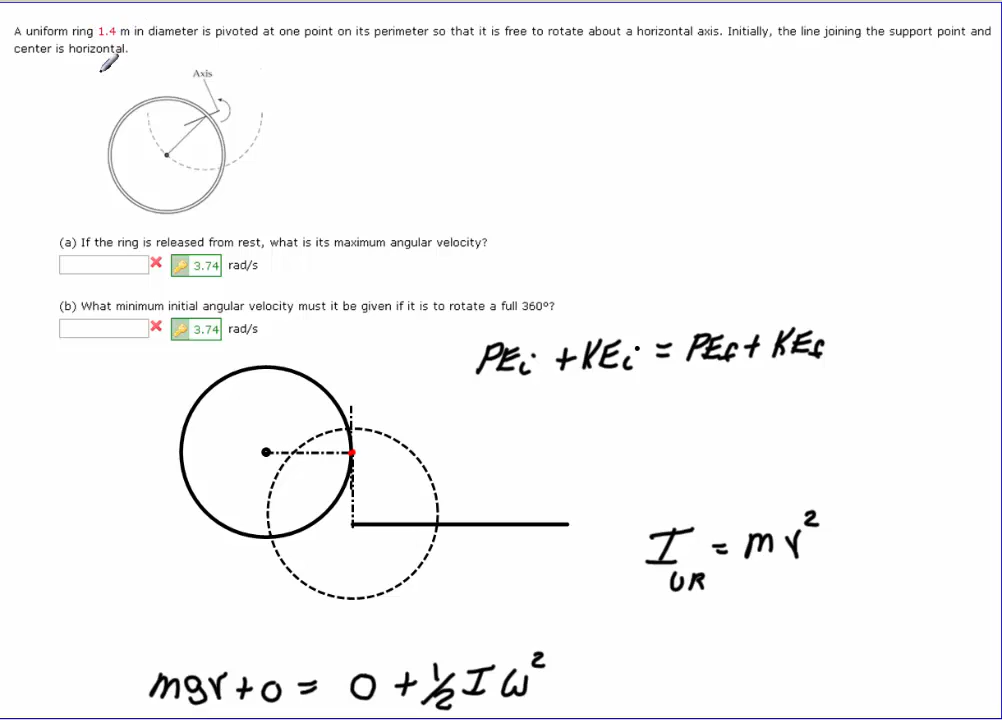 A uniform ring 1.4 m in diameter is pivoted at one point on its perimeter so that it is free to rotate about a horizontal axis. Initially, the line joining the support point and
center is horizontal.
Axis
(a) If the ring is released from rest, what is its maximum angular velocity?
3.74 rad/s
(b) What minimum initial angular velocity must it be given if it is to rotate a full 360º?
3.74 rad/s
PEi + KEi = PEf + KEf
I_UR = mr²
mgr + 0 = 0 + ½ I ω²